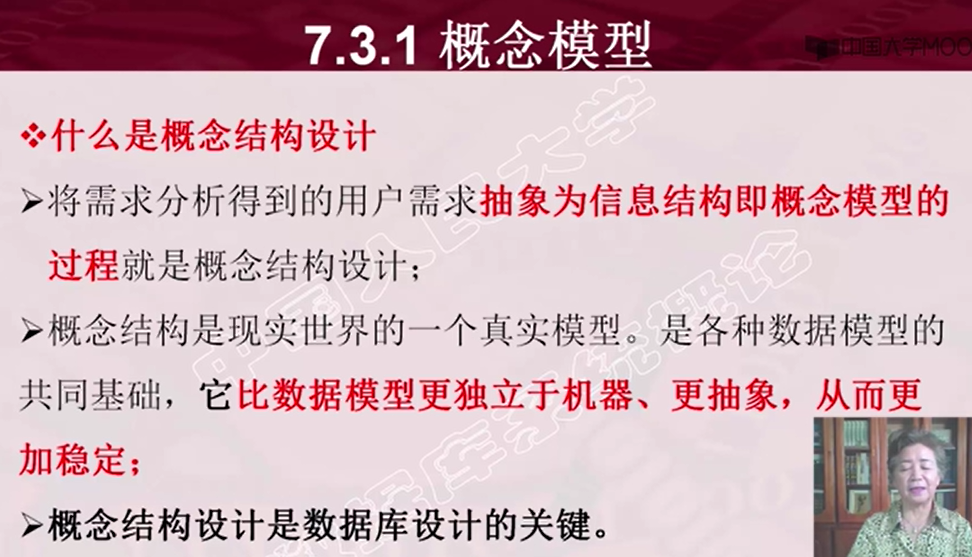 7.3.1 概念模型
中国大学MOO
❖什么是概念结构设计
➢将需求分析得到的用户需求抽象为信息结构即概念模型的
过程就是概念结构设计；
➢概念结构是现实世界的一个真实模型。是各种数据模型的
共同基础，它比数据模型更独立于机器、更抽象，从而更
加稳定；
➢概念结构设计是数据库设计的关键。
中国人民大学
数据库系统概论